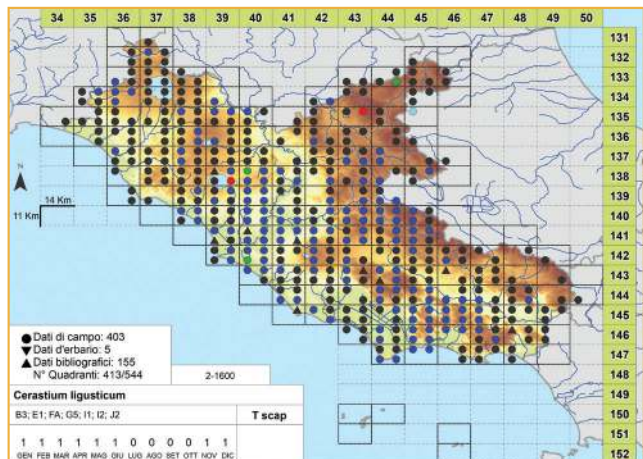 34 35 36 37 38 39 40 41 42 43 44 45 46 47 48 49 50
131
132
133
134
135
136
137
138
139
140
141
142
143
144
145
146
147
148
149
150
151
152
N
14 Km
11 Km
Dati di campo: 403
Dati d'erbario: 5
Dati bibliografici: 155
N° Quadranti: 413/544
2-1600
Cerastium ligusticum
B3; E1; FA; G5; I1; I2; J2
T scap
1 1 1 1 1 1 0 0 0 0 1 1
GEN FEB MAR APR MAG GIU LUG AGO SET OTT NOV DIC